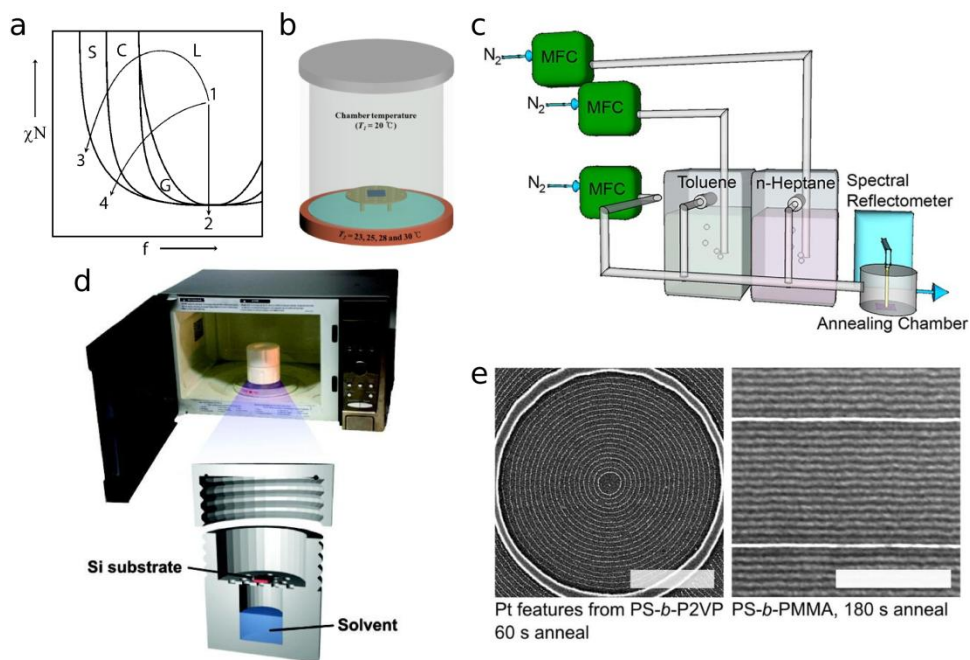 a
S
C
L
1
χN
3
4
G
2
f
b
Chamber temperature
(T₁ = 20 ℃)
T₂ = 23, 25, 28 and 30℃
c
N₂
MFC
N₂
MFC
N₂
MFC
Toluene
n-Heptane
Spectral
Reflectometer
Annealing Chamber
d
Si substrate
Solvent
e
Pt features from PS-b-P2VP
60 s anneal
PS-b-PMMA, 180 s anneal